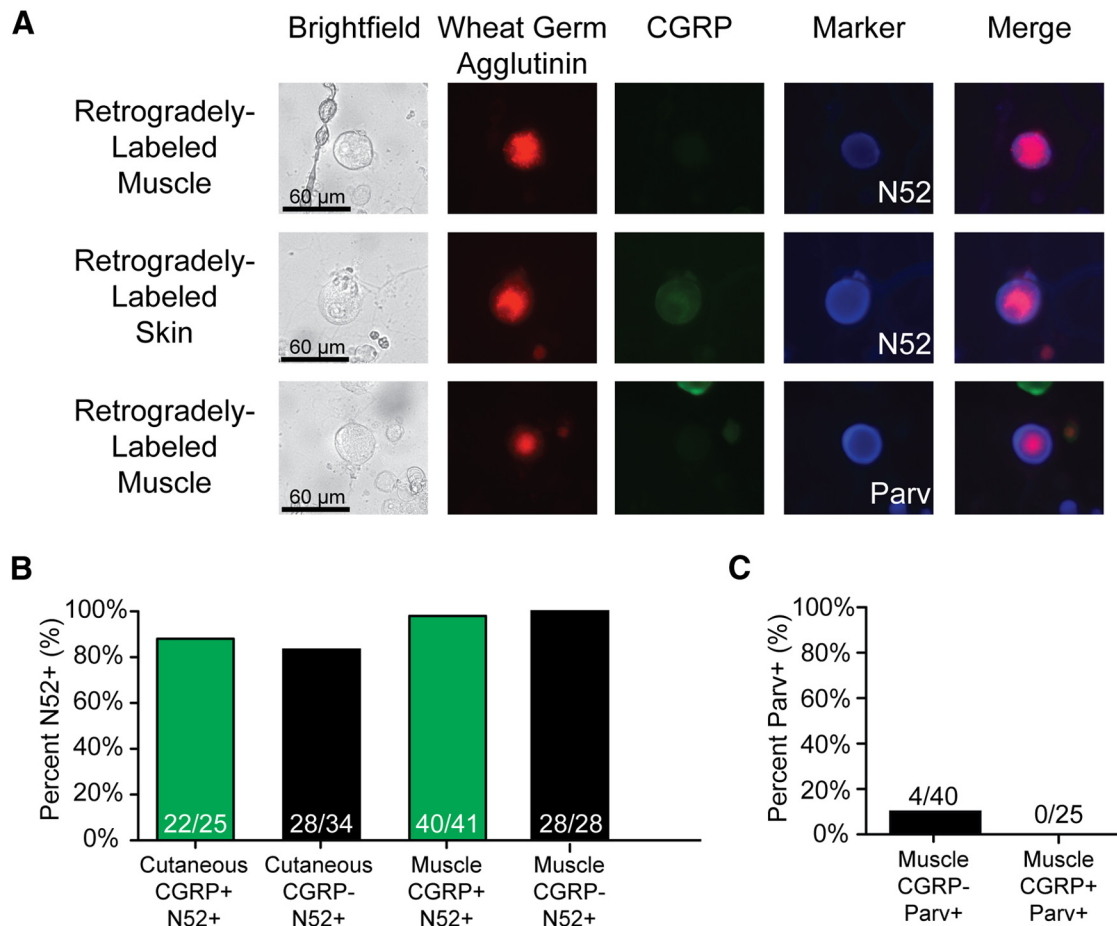 A
Brightfield
Wheat Germ
Agglutinin
CGRP
Marker
Merge
Retrogradely-
Labeled
Muscle
60 µm
N52
Retrogradely-
Labeled
Skin
60 µm
N52
Retrogradely-
Labeled
Muscle
60 µm
Parv
B
Percent N52+ (%)
100%
80%
60%
40%
20%
0%
22/25
28/34
40/41
28/28
Cutaneous
CGRP+
N52+
Cutaneous
CGRP-
N52+
Muscle
CGRP+
N52+
Muscle
CGRP-
N52+
C
Percent Parv+ (%)
100%
80%
60%
40%
20%
0%
4/40
0/25
Muscle
CGRP-
Parv+
Muscle
CGRP+
Parv+